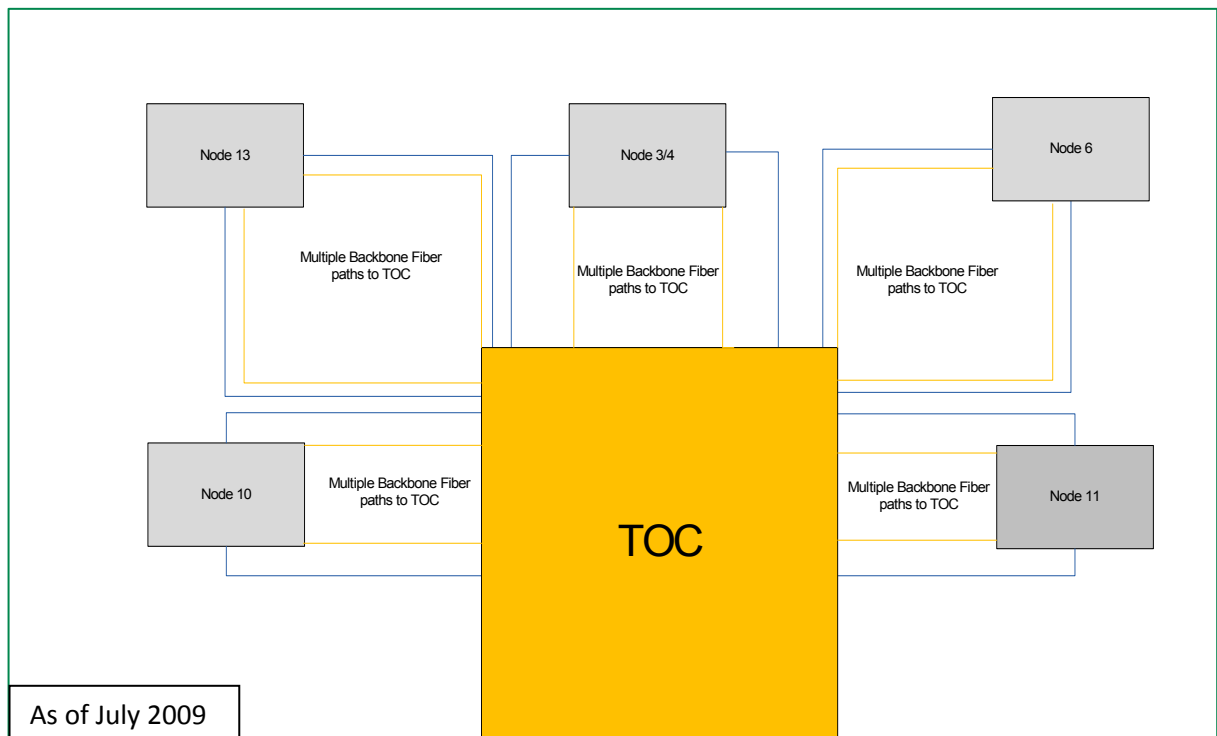 Node 13
Node 3/4
Node 6
Multiple Backbone Fiber
paths to TOC
Multiple Backbone Fiber
paths to TOC
Multiple Backbone Fiber
paths to TOC
Node 10
Multiple Backbone Fiber
paths to TOC
TOC
Multiple Backbone Fiber
paths to TOC
Node 11
As of July 2009